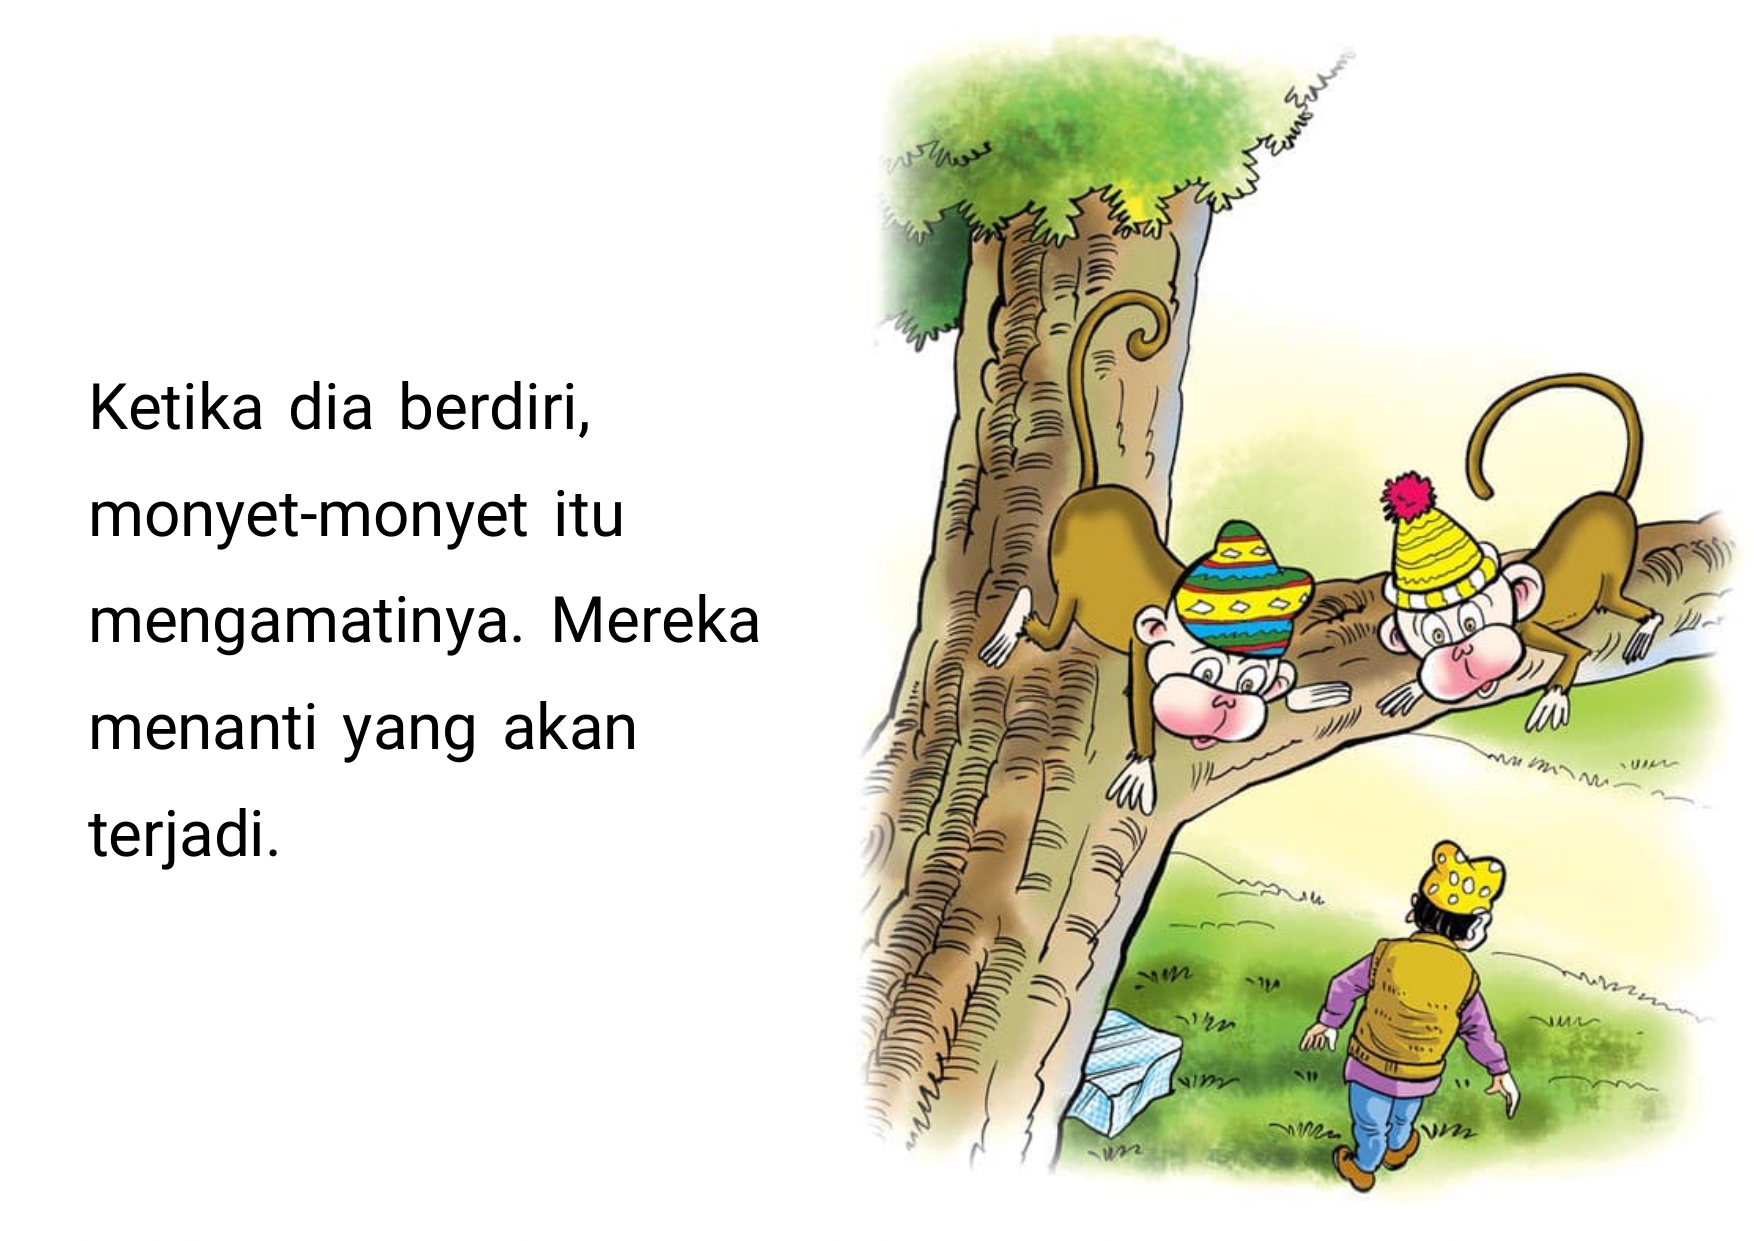 Ketika dia berdiri,
monyet-monyet itu
mengamatinya. Mereka
menanti yang akan
terjadi.